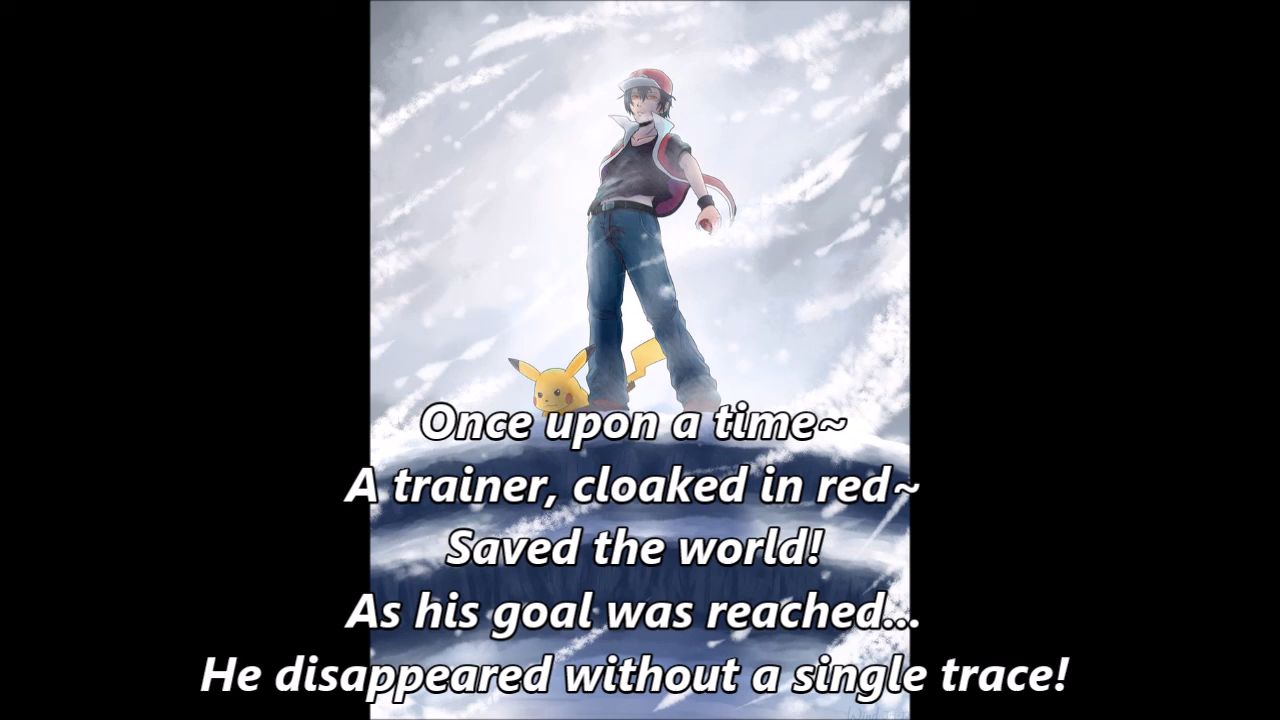 Once upon a time~
A trainer, cloaked in red~
Saved the world!
As his goal was reached...
He disappeared without a single trace!